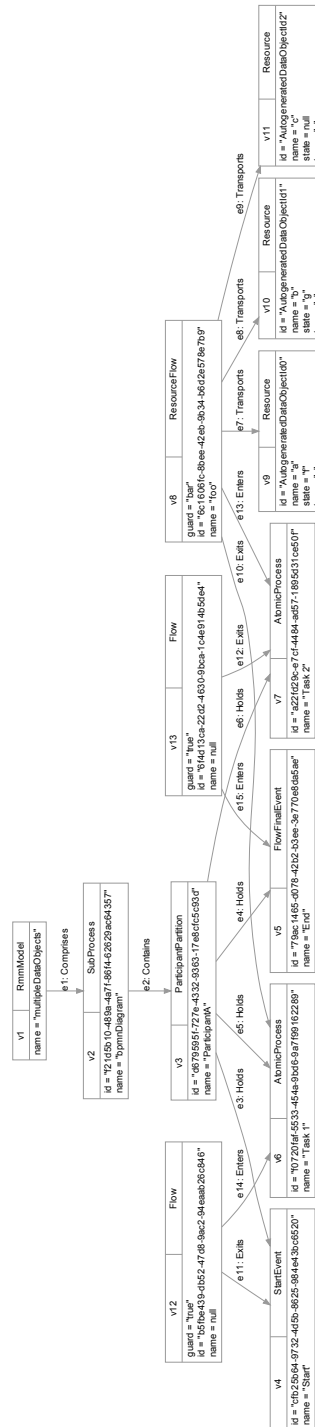 v1 RmmModel
name = "multipleDataObjects"
e1: Comprises
v2 SubProcess
id = "f21d5b10-489a-4a7f-86f4-62629ac64357"
name = "bpmnDiagram"
e2: Contains
v12 Flow
guard = "true"
id = "b5fbe439-db52-47d8-9ac2-94eaab26c846"
name = null
v3 ParticipantPartition
id = "d679595f-727e-4332-9363-17e8cfc5c93d"
name = "ParticipantA"
v13 Flow
guard = "true"
id = "6f4d13ca-22d2-4630-9bca-1c4e914b5de4"
name = null
v8 ResourceFlow
guard = "bar"
id = "6c1606fc-8bee-42eb-9b34-b6d2e578e7b9"
name = "foo"
e11: Exits
e14: Enters
e3: Holds
e5: Holds
e4: Holds
e15: Enters
e6: Holds
e12: Exits
e10: Exits
e13: Enters
e7: Transports
e8: Transports
e9: Transports
v4 StartEvent
id = "cfb25b64-9732-4d5b-8625-984e43bc6520"
name = "Start"
v6 AtomicProcess
id = "f0720faf-5533-454a-9bd6-9a7f99162289"
name = "Task 1"
v5 FlowFinalEvent
id = "79ac1465-d078-42b2-b3ee-3e770e8da5ae"
name = "End"
v7 AtomicProcess
id = "a22fd29c-e7cf-4484-ad57-1895d31ce50f"
name = "Task 2"
v9 Resource
id = "AutogeneratedDataObjectId0"
name = "a"
state = "f"
v10 Resource
id = "AutogeneratedDataObjectId1"
name = "b"
state = "g"
v11 Resource
id = "AutogeneratedDataObjectId2"
name = "c"
state = null